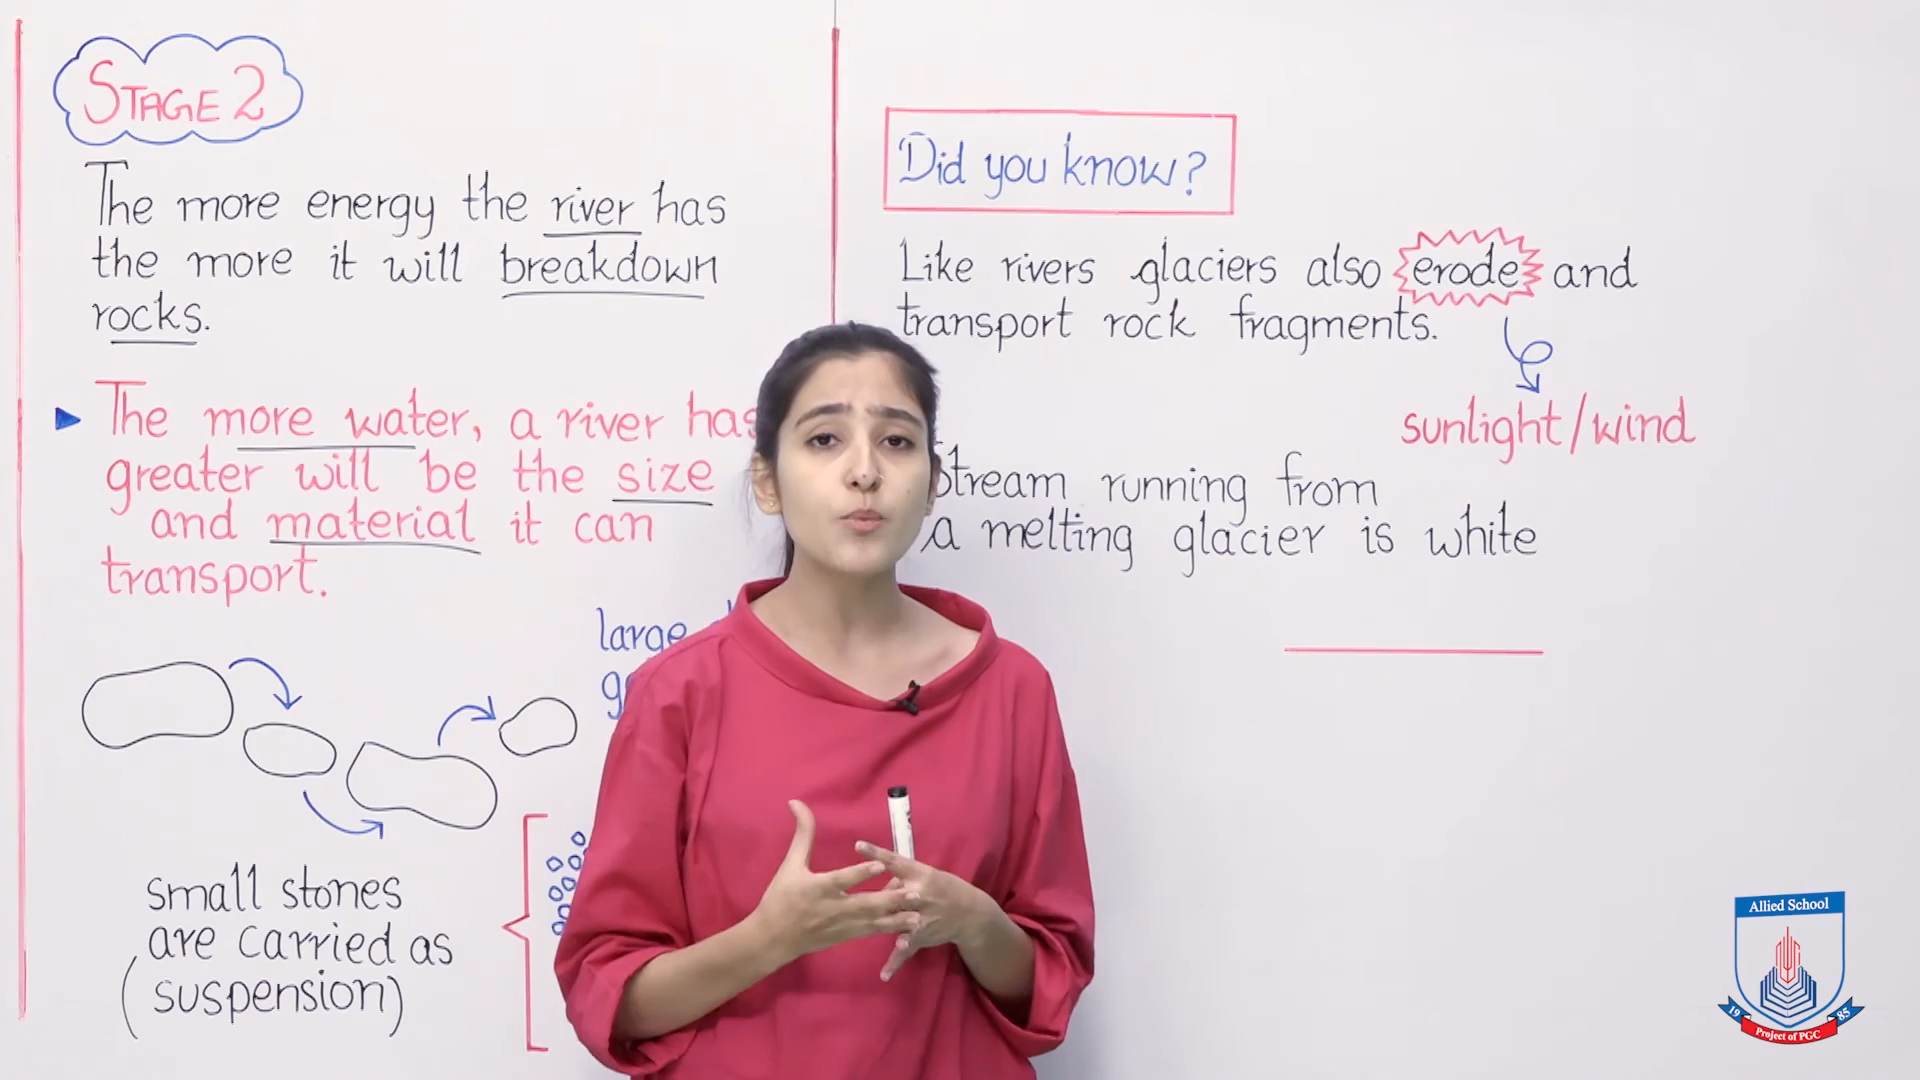 STAGE 2
The more energy the river has
the more it will breakdown
rocks.
The more water, a river has
greater will be the size
and material it can
transport.
large
small stones
are carried as
(suspension)
Did you know?
Like rivers glaciers also erode and
transport rock fragments.
sunlight/wind
Stream running from
a melting glacier is white
Allied School
19 85
Project of PGC